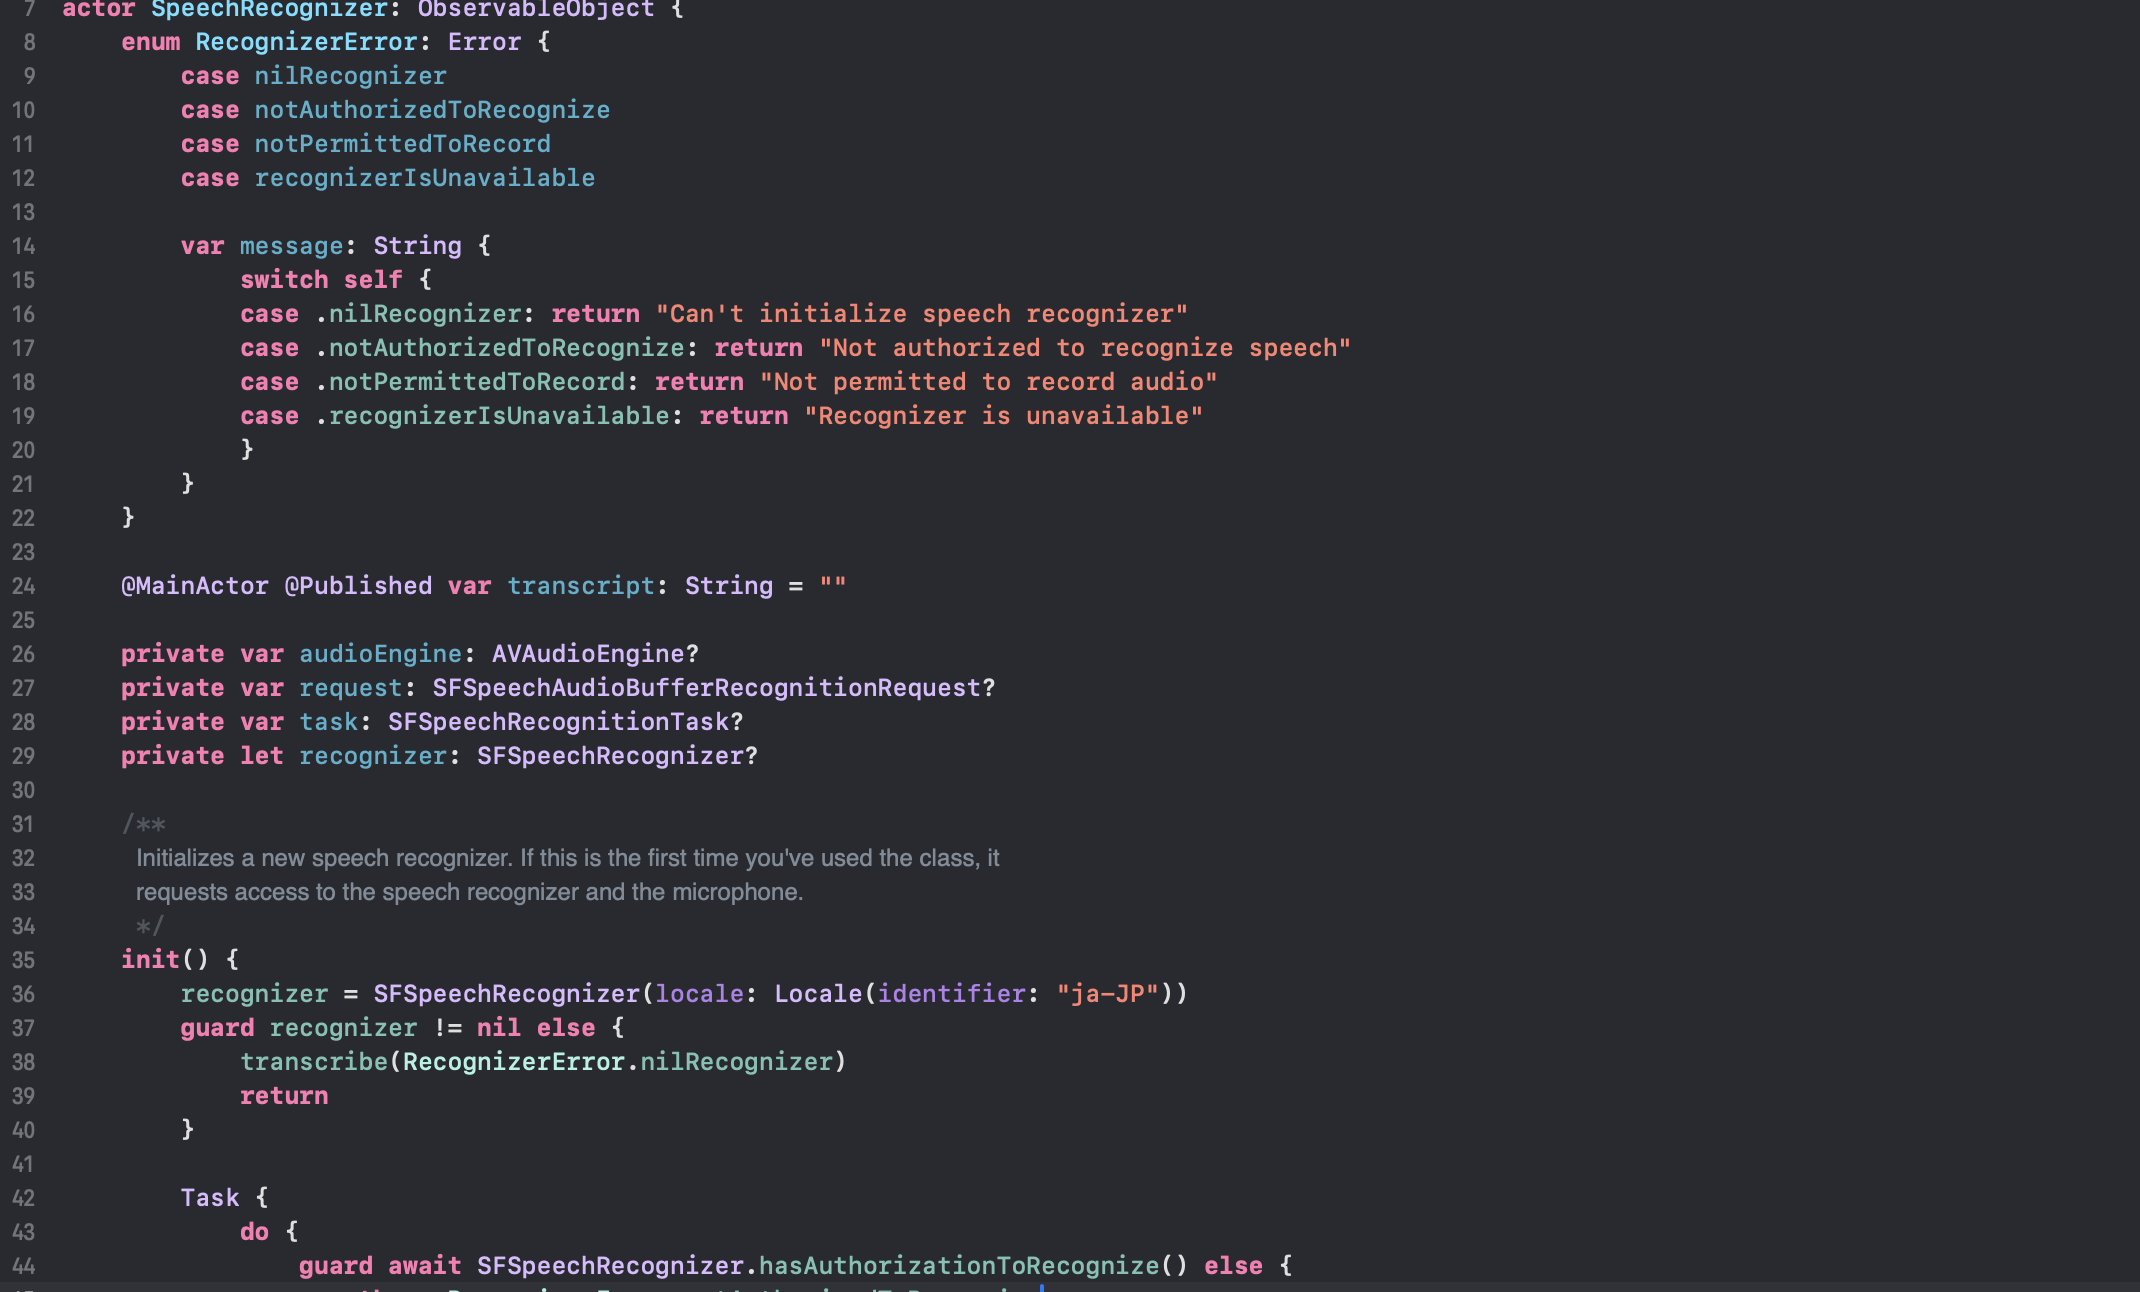 7 actor SpeechRecognizer: ObservableObject {
8 enum RecognizerError: Error {
9 case nilRecognizer
10 case notAuthorizedToRecognize
11 case notPermittedToRecord
12 case recognizerIsUnavailable
13
14 var message: String {
15 switch self {
16 case .nilRecognizer: return "Can't initialize speech recognizer"
17 case .notAuthorizedToRecognize: return "Not authorized to recognize speech"
18 case .notPermittedToRecord: return "Not permitted to record audio"
19 case .recognizerIsUnavailable: return "Recognizer is unavailable"
20 }
21 }
22 }
23
24 @MainActor @Published var transcript: String = ""
25
26 private var audioEngine: AVAudioEngine?
27 private var request: SFSpeechAudioBufferRecognitionRequest?
28 private var task: SFSpeechRecognitionTask?
29 private let recognizer: SFSpeechRecognizer?
30
31 /**
32 Initializes a new speech recognizer. If this is the first time you've used the class, it
33 requests access to the speech recognizer and the microphone.
34 */
35 init() {
36 recognizer = SFSpeechRecognizer(locale: Locale(identifier: "ja-JP"))
37 guard recognizer != nil else {
38 transcribe(RecognizerError.nilRecognizer)
39 return
40 }
41
42 Task {
43 do {
44 guard await SFSpeechRecognizer.hasAuthorizationToRecognize() else {